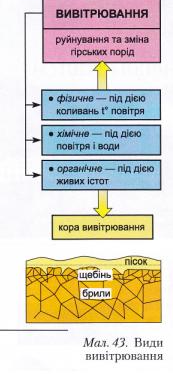 ВИВІТРЮВАННЯ
руйнування та зміна
гірських порід
• фізичне — під дією
коливань t° повітря
• хімічне — під дією
повітря і води
• органічне — під дією
живих істот
кора вивітрювання
пісок
щебінь
брили
Мал. 43. Види
вивітрювання